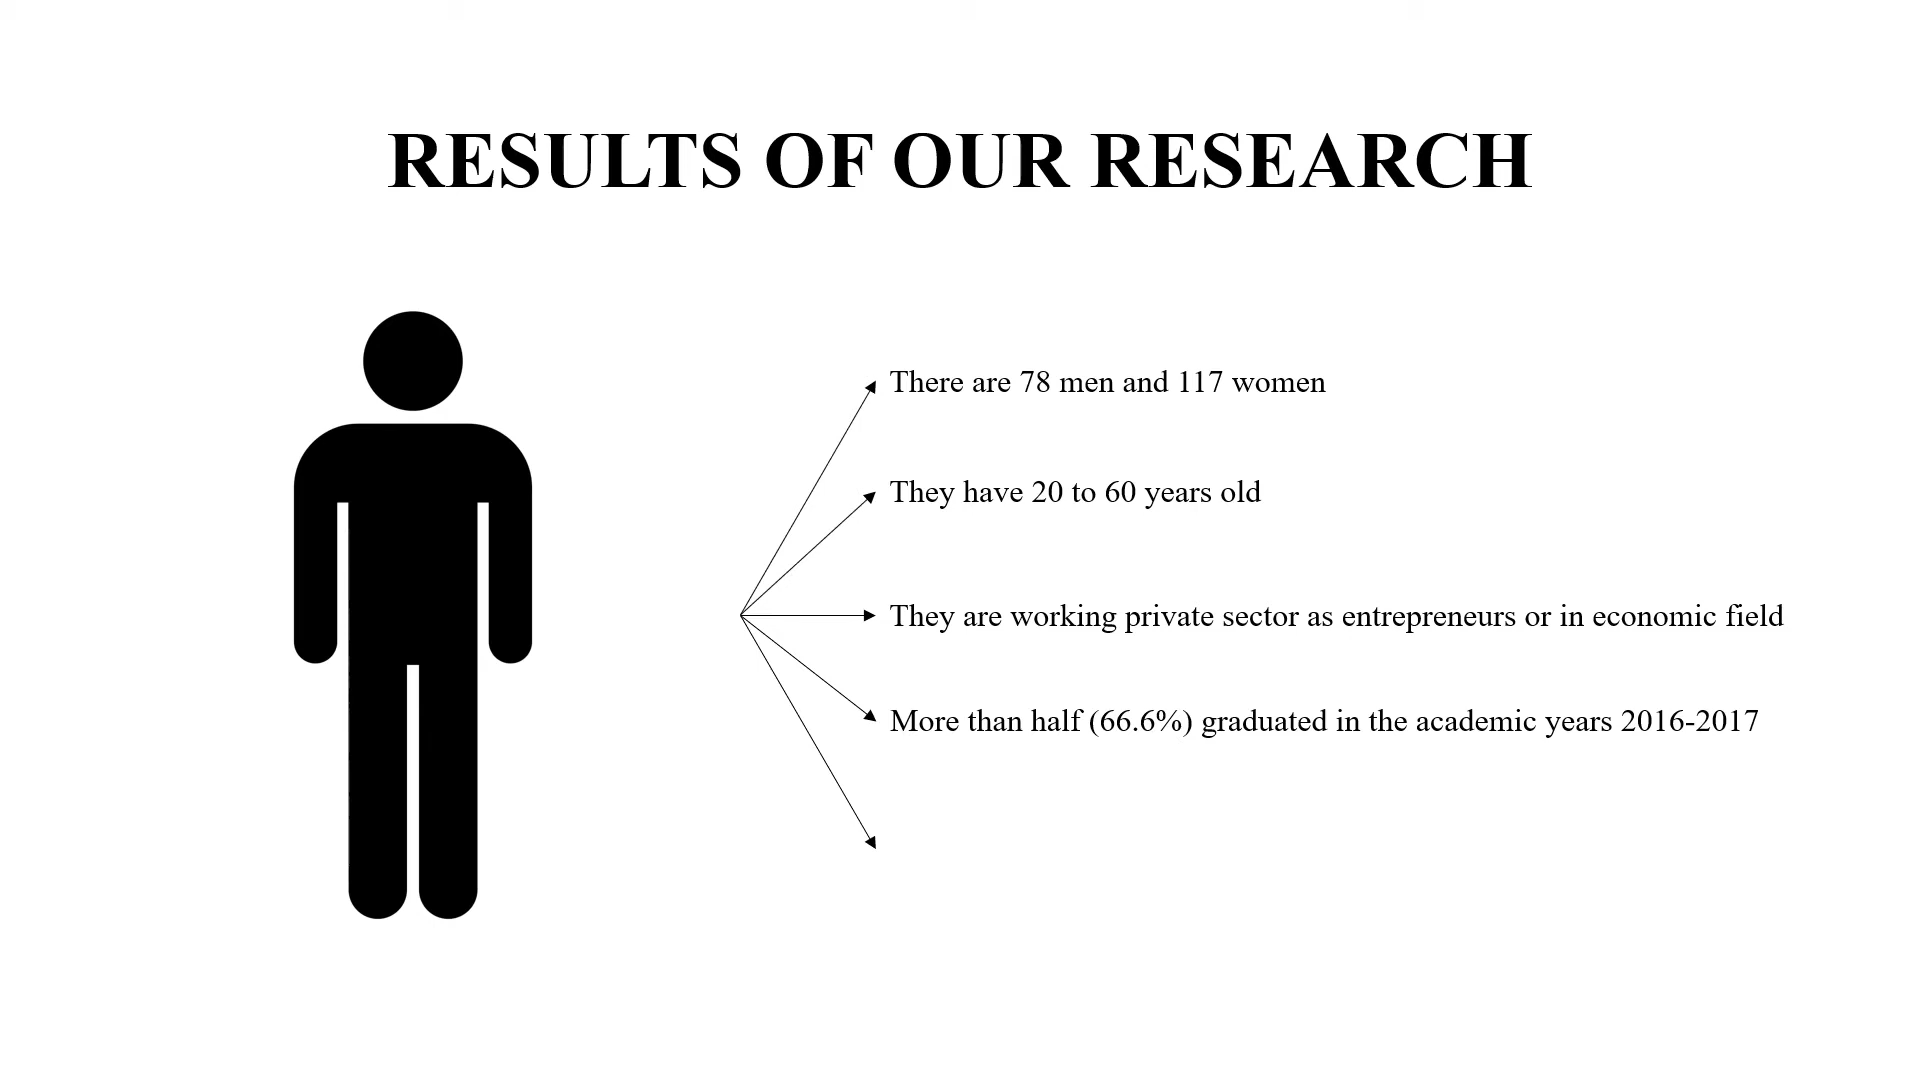 RESULTS OF OUR RESEARCH
There are 78 men and 117 women
They have 20 to 60 years old
They are working private sector as entrepreneurs or in economic field
More than half (66.6%) graduated in the academic years 2016-2017